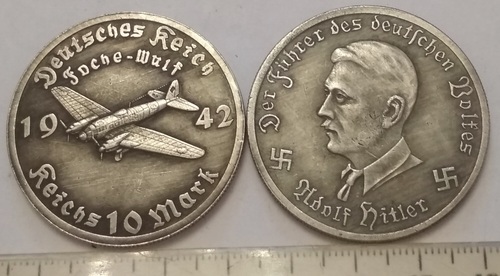 Deutsches Reich
Focke-Wulf
19 42
Reichs 10 Mark
Der Führer des deutschen Volkes
Adolf Hitler